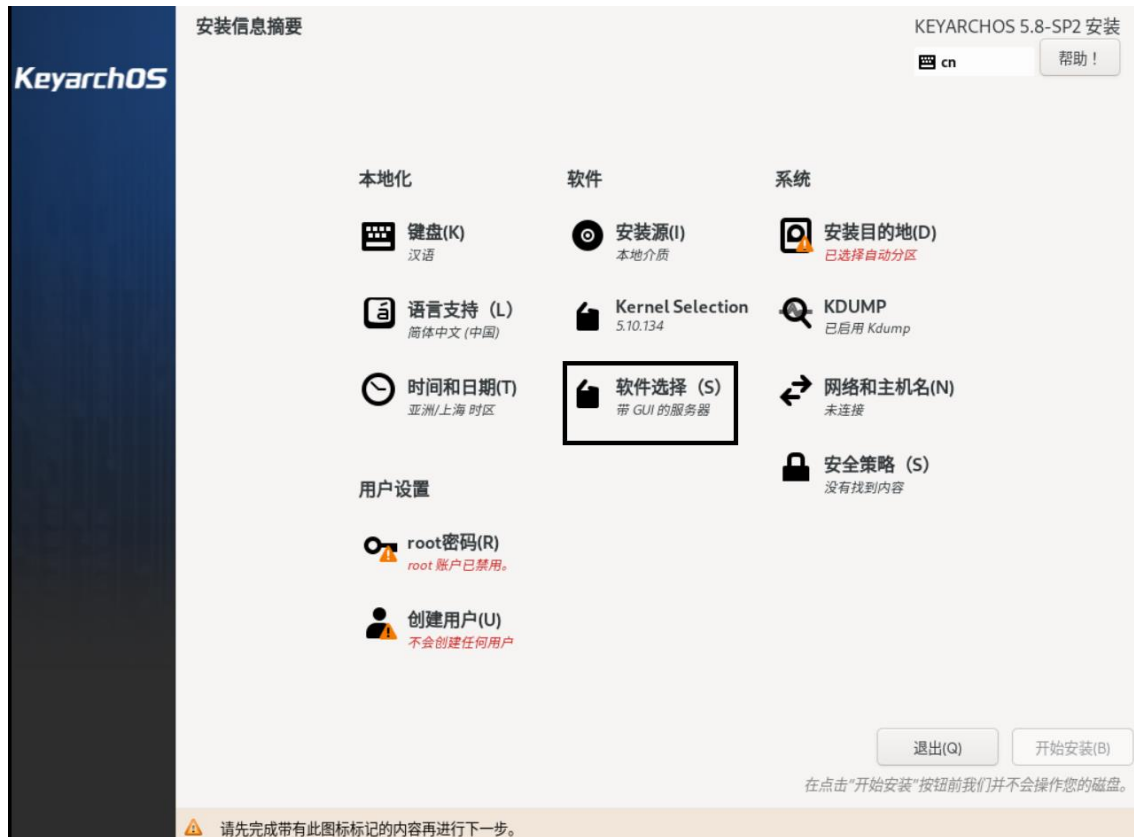 安装信息摘要
KEYARCHOS 5.8-SP2 安装
cn
帮助！
KeyarchOS
本地化
软件
系统
键盘(K)
汉语
安装源(I)
本地介质
安装目的地(D)
已选择自动分区
语言支持（L）
简体中文 (中国)
Kernel Selection
5.10.134
KDUMP
已启用 Kdump
时间和日期(T)
亚洲/上海 时区
软件选择（S）
带 GUI 的服务器
网络和主机名(N)
未连接
安全策略（S）
没有找到内容
用户设置
root密码(R)
root 账户已禁用。
创建用户(U)
不会创建任何用户
退出(Q)
开始安装(B)
在点击“开始安装”按钮前我们并不会操作您的磁盘。
请先完成带有此图标标记的内容再进行下一步。